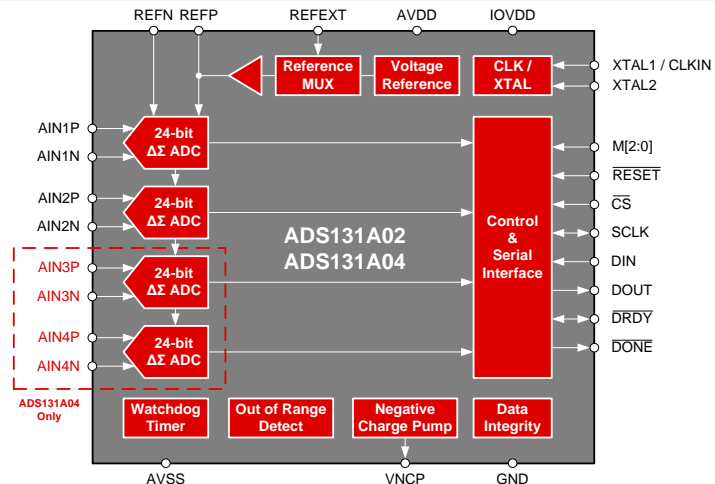 REFN REFP REFEXT AVDD IOVDD
Reference
MUX
Voltage
Reference
CLK /
XTAL
XTAL1 / CLKIN
XTAL2
AIN1P
AIN1N
24-bit
ΔΣ ADC
AIN2P
AIN2N
24-bit
ΔΣ ADC
AIN3P
AIN3N
24-bit
ΔΣ ADC
AIN4P
AIN4N
24-bit
ΔΣ ADC
ADS131A04
Only
ADS131A02
ADS131A04
Control
&
Serial
Interface
M[2:0]
RESET
CS
SCLK
DIN
DOUT
DRDY
DONE
Watchdog
Timer
Out of Range
Detect
Negative
Charge Pump
Data
Integrity
AVSS VNCP GND